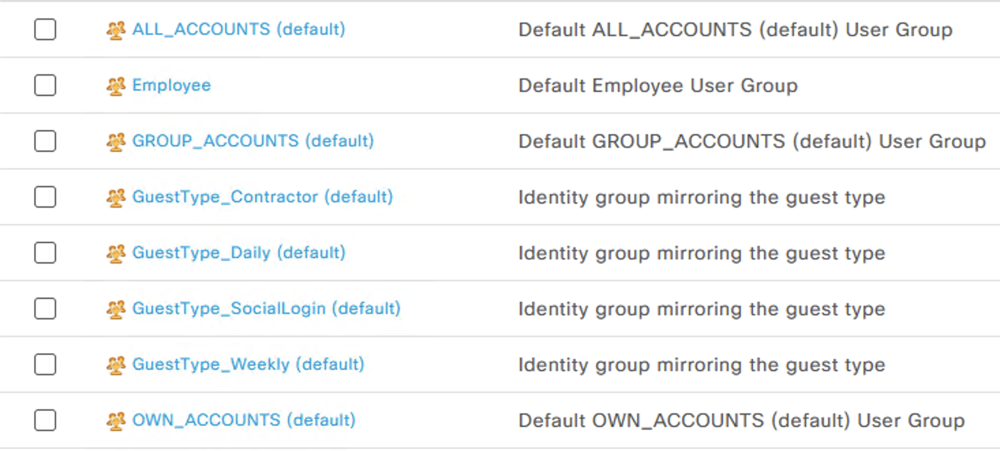 ALL_ACCOUNTS (default) Default ALL_ACCOUNTS (default) User Group
Employee Default Employee User Group
GROUP_ACCOUNTS (default) Default GROUP_ACCOUNTS (default) User Group
GuestType_Contractor (default) Identity group mirroring the guest type
GuestType_Daily (default) Identity group mirroring the guest type
GuestType_SocialLogin (default) Identity group mirroring the guest type
GuestType_Weekly (default) Identity group mirroring the guest type
OWN_ACCOUNTS (default) Default OWN_ACCOUNTS (default) User Group